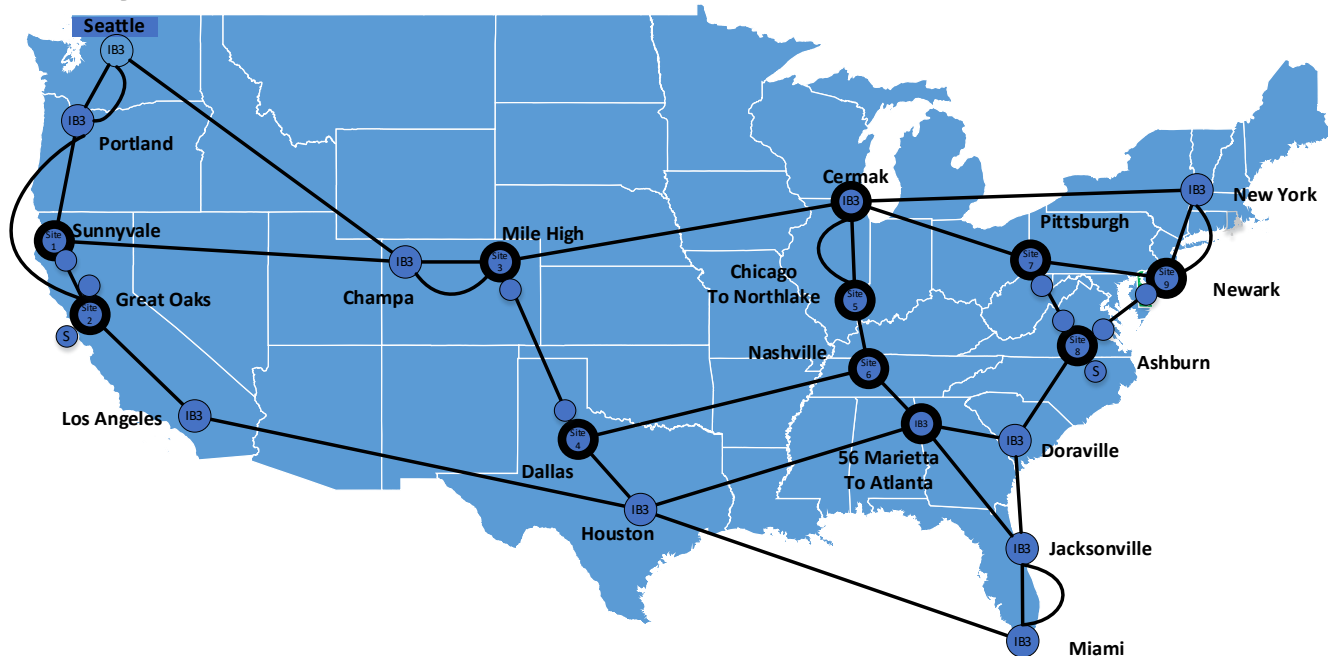 Seattle
IB3
IB3
Portland
Cermak
IB3
IB3
New York
Pittsburgh
Site
1
Sunnyvale
Mile High
IB3
Site
3
Champa
Site
7
Site
9
Newark
Chicago
To Northlake
Site
5
Great Oaks
Site
2
S
Nashville
Site
6
Site
8
Ashburn
S
Los Angeles
IB3
Site
4
Dallas
IB3
56 Marietta
To Atlanta
IB3
Doraville
IB3
Houston
IB3
Jacksonville
IB3
Miami